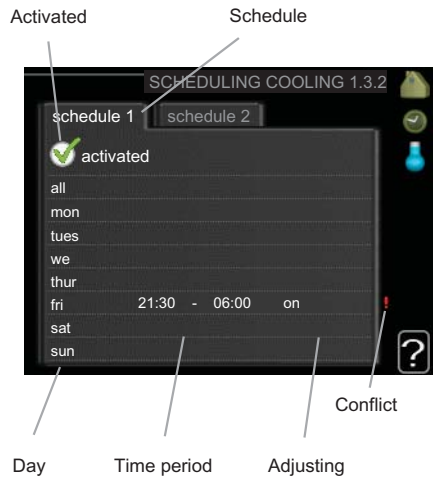 Activated Schedule
SCHEDULING COOLING 1.3.2
schedule 1 schedule 2
activated
all
mon
tues
we
thur
fri 21:30 - 06:00 on !
sat
sun
?
Conflict
Day Time period Adjusting